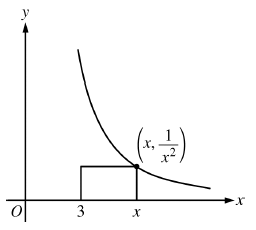 y
(x, 1/x²)
O 3 x x